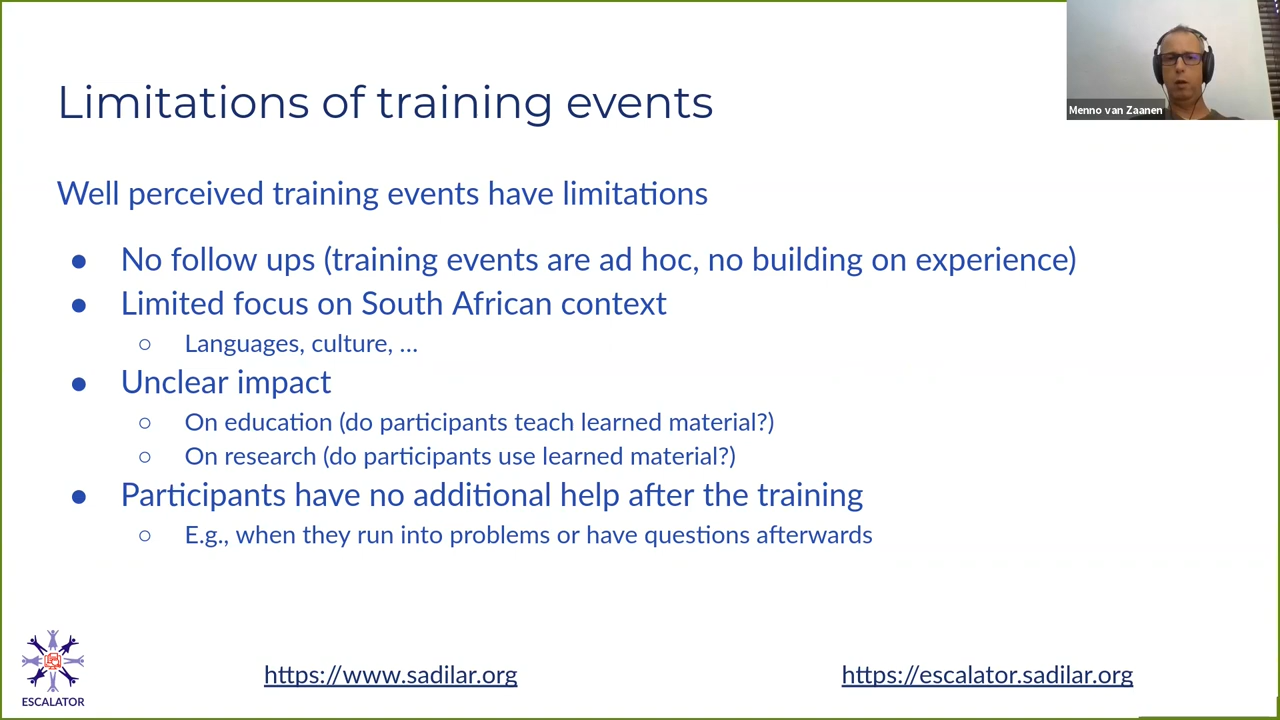 Limitations of training events
Menno van Zaanen
Well perceived training events have limitations
● No follow ups (training events are ad hoc, no building on experience)
● Limited focus on South African context
○ Languages, culture, ...
● Unclear impact
○ On education (do participants teach learned material?)
○ On research (do participants use learned material?)
● Participants have no additional help after the training
○ E.g., when they run into problems or have questions afterwards
ESCALATOR
https://www.sadilar.org
https://escalator.sadilar.org